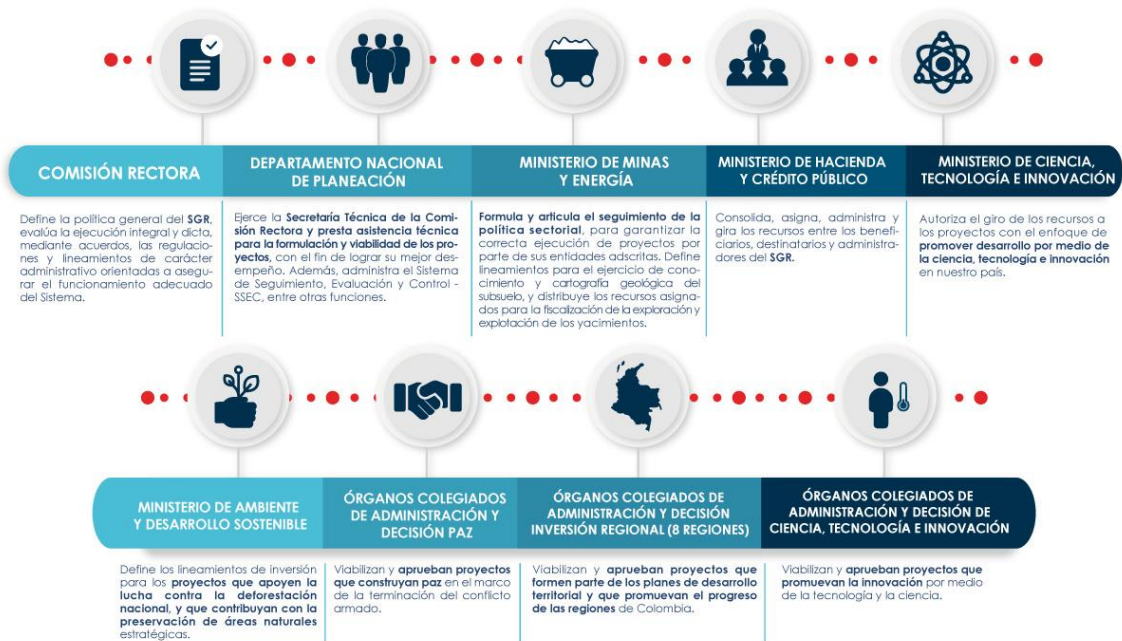 COMISIÓN RECTORA
Define la política general del SGR,
evalúa la ejecución integral y dicta,
mediante acuerdos, las regulacio-
nes y lineamientos de carácter
administrativo orientadas a asegu-
rar el funcionamiento adecuado
del Sistema.
DEPARTAMENTO NACIONAL
DE PLANEACIÓN
Ejerce la Secretaría Técnica de la Comi-
sión Rectora y presta asistencia técnica
para la formulación y viabilidad de los pro-
yectos, con el fin de lograr su mejor des-
empeño. Además, administra el Sistema
de Seguimiento, Evaluación y Control -
SSEC, entre otras funciones.
MINISTERIO DE MINAS
Y ENERGÍA
Formula y articula el seguimiento de la
política sectorial, para garantizar la
correcta ejecución de proyectos por
parte de sus entidades adscritas. Define
lineamientos para el ejercicio de cono-
cimiento y cartografía geológica del
subsuelo, y distribuye los recursos asigna-
dos para la fiscalización de la exploración y
explotación de los yacimientos.
MINISTERIO DE HACIENDA
Y CRÉDITO PÚBLICO
Consolida, asigna, administra y
gira los recursos entre los benefi-
ciarios, destinatarios y administra-
dores del SGR.
MINISTERIO DE CIENCIA,
TECNOLOGÍA E INNOVACIÓN
Autoriza el giro de los recursos a
los proyectos con el enfoque de
promover desarrollo por medio de
la ciencia, tecnología e innovación
en nuestro país.
MINISTERIO DE AMBIENTE
Y DESARROLLO SOSTENIBLE
Define los lineamientos de inversión
para los proyectos que apoyen la
lucha contra la deforestación
nacional, y que contribuyan con la
preservación de áreas naturales
estratégicas.
ÓRGANOS COLEGIADOS
DE ADMINISTRACIÓN Y
DECISIÓN PAZ
Viabilizan y aprueban proyectos
que construyan paz en el marco
de la terminación del conflicto
armado.
ÓRGANOS COLEGIADOS DE
ADMINISTRACIÓN Y DECISIÓN
INVERSIÓN REGIONAL (8 REGIONES)
Viabilizan y aprueban proyectos que
formen parte de los planes de desarrollo
territorial y que promuevan el progreso
de las regiones de Colombia.
ÓRGANOS COLEGIADOS DE
ADMINISTRACIÓN Y DECISIÓN DE
CIENCIA, TECNOLOGÍA E INNOVACIÓN
Viabilizan y aprueban proyectos que
promuevan la innovación por medio
de la tecnología y la ciencia.